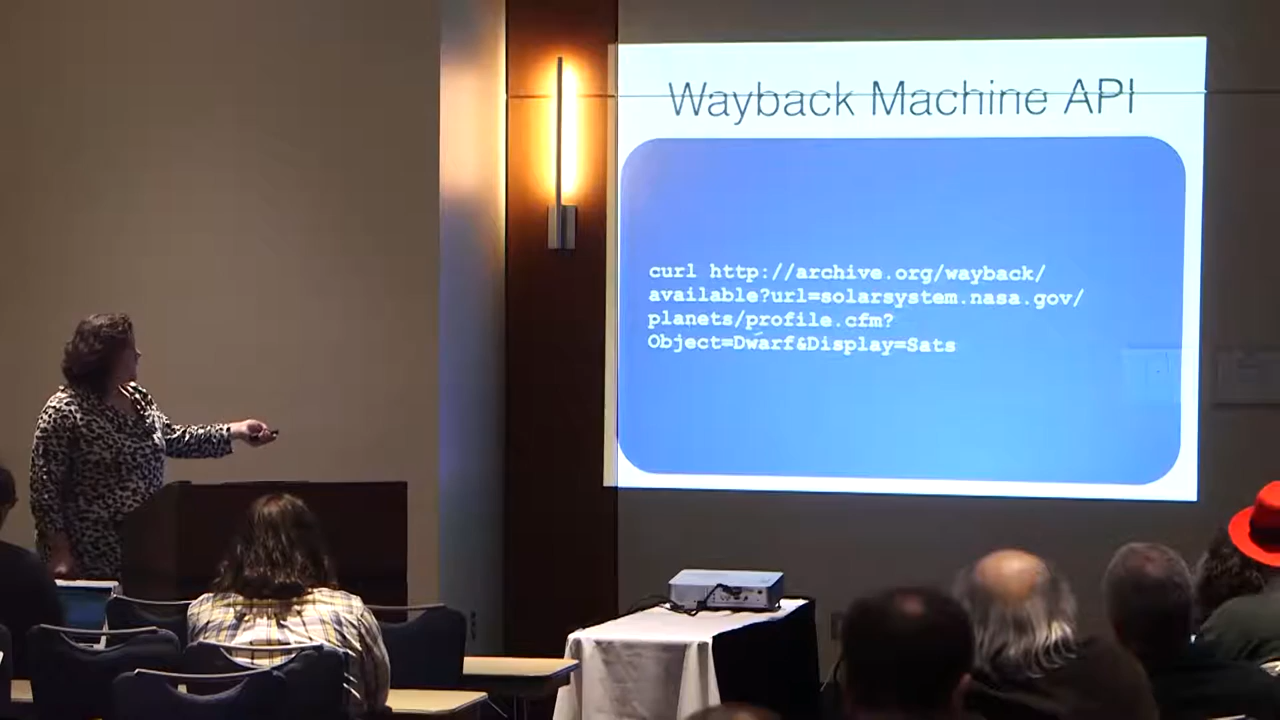 Wayback Machine API
curl http://archive.org/wayback/
available?url=solarsystem.nasa.gov/
planets/profile.cfm?
Object=Dwarf&Display=Sats